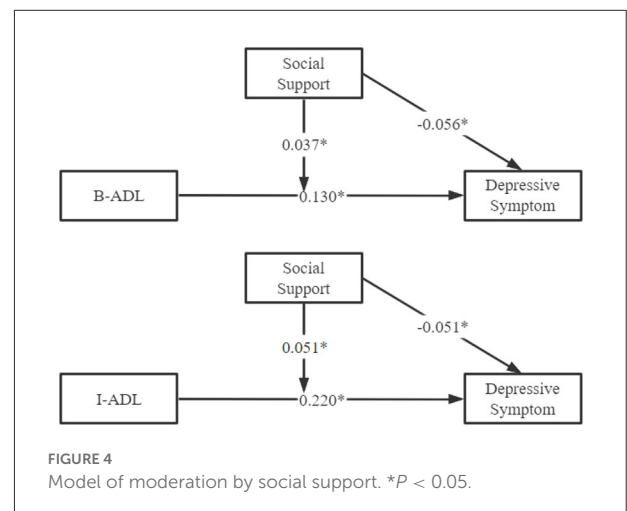 Social
Support
0.037*
-0.056*
B-ADL
0.130*
Depressive
Symptom
Social
Support
0.051*
-0.051*
I-ADL
0.220*
Depressive
Symptom
FIGURE 4
Model of moderation by social support. *P < 0.05.